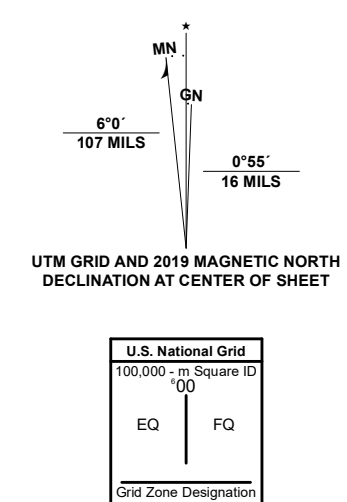 ★
MN
GN
6°0´
107 MILS
0°55´
16 MILS
UTM GRID AND 2019 MAGNETIC NORTH
DECLINATION AT CENTER OF SHEET
U.S. National Grid
100,000 - m Square ID
⁶00
EQ FQ
Grid Zone Designation